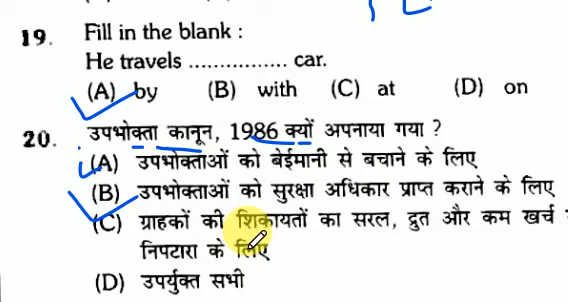 19. Fill in the blank :
He travels ................ car.
(A) by (B) with (C) at (D) on
20. उपभोक्ता कानून, 1986 क्यों अपनाया गया ?
(A) उपभोक्ताओं को बेईमानी से बचाने के लिए
(B) उपभोक्ताओं को सुरक्षा अधिकार प्राप्त कराने के लिए
(C) ग्राहकों की शिकायतों का सरल, द्रुत और कम खर्च
निपटारा के लिए
(D) उपर्युक्त सभी